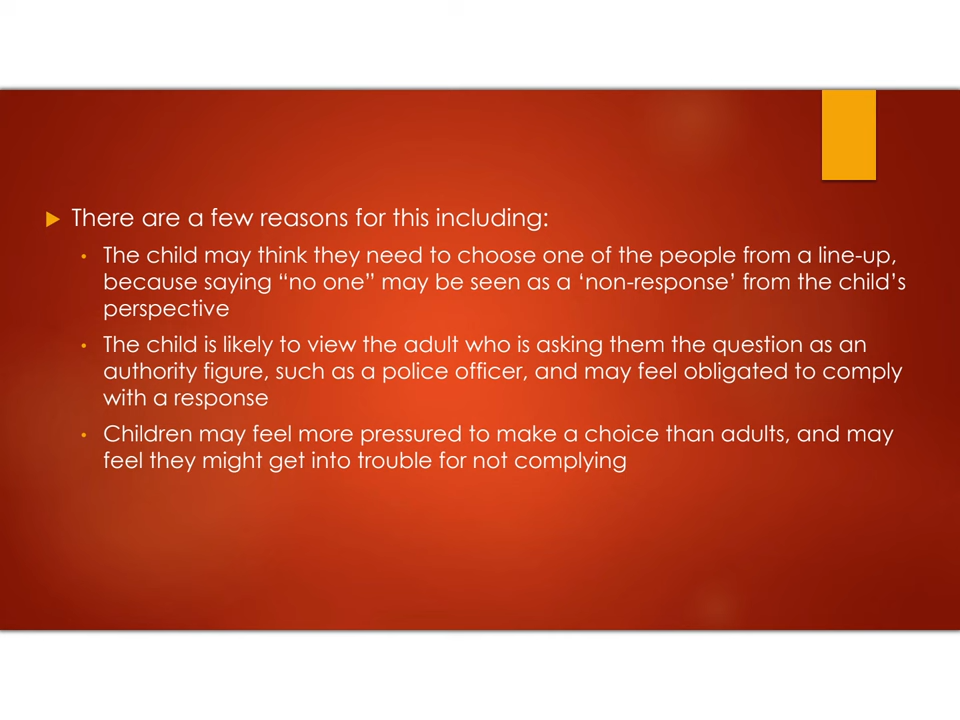 There are a few reasons for this including:
The child may think they need to choose one of the people from a line-up,
because saying “no one” may be seen as a ‘non-response’ from the child’s
perspective
The child is likely to view the adult who is asking them the question as an
authority figure, such as a police officer, and may feel obligated to comply
with a response
Children may feel more pressured to make a choice than adults, and may
feel they might get into trouble for not complying